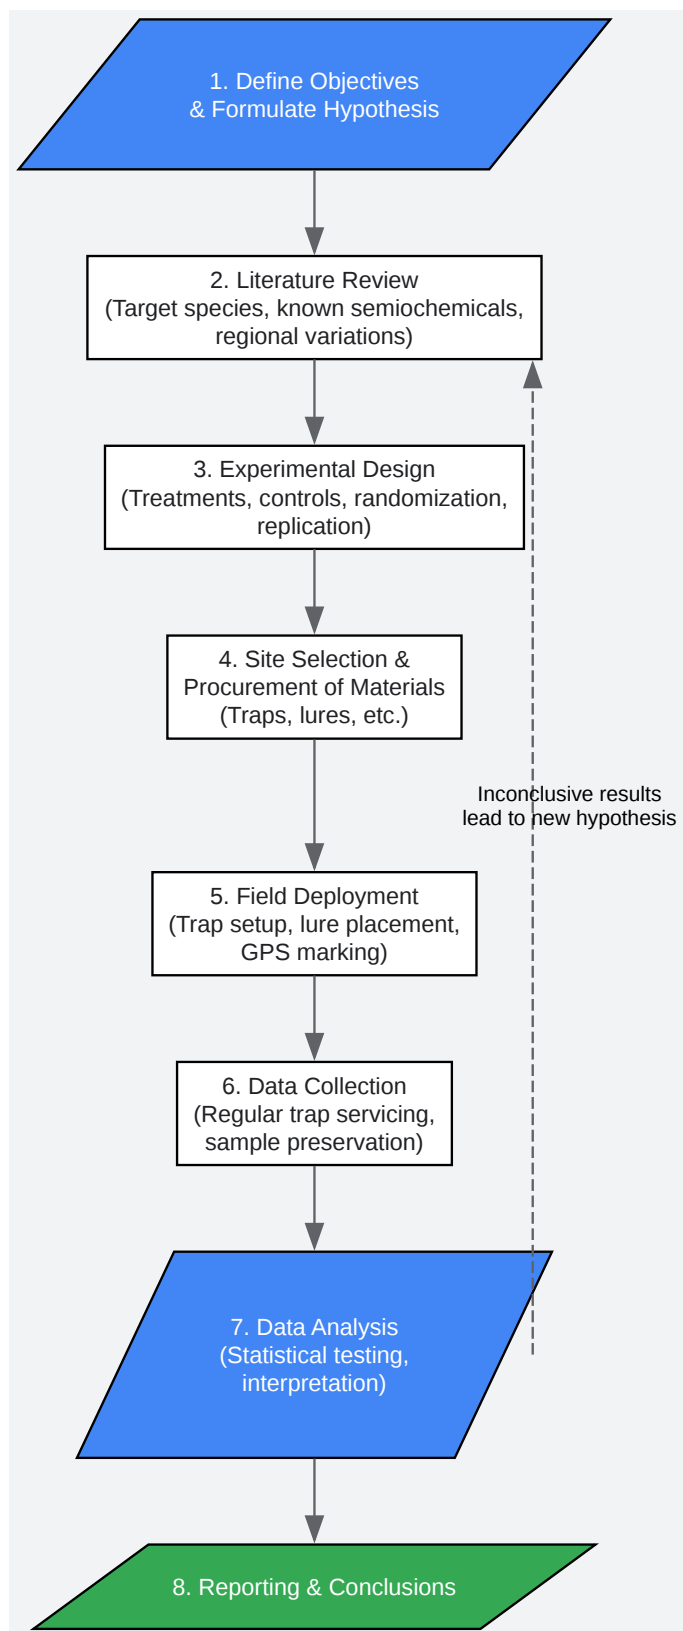 1. Define Objectives
& Formulate Hypothesis
2. Literature Review
(Target species, known semiochemicals,
regional variations)
3. Experimental Design
(Treatments, controls, randomization,
replication)
4. Site Selection &
Procurement of Materials
(Traps, lures, etc.)
Inconclusive results
lead to new hypothesis
5. Field Deployment
(Trap setup, lure placement,
GPS marking)
6. Data Collection
(Regular trap servicing,
sample preservation)
7. Data Analysis
(Statistical testing,
interpretation)
8. Reporting & Conclusions